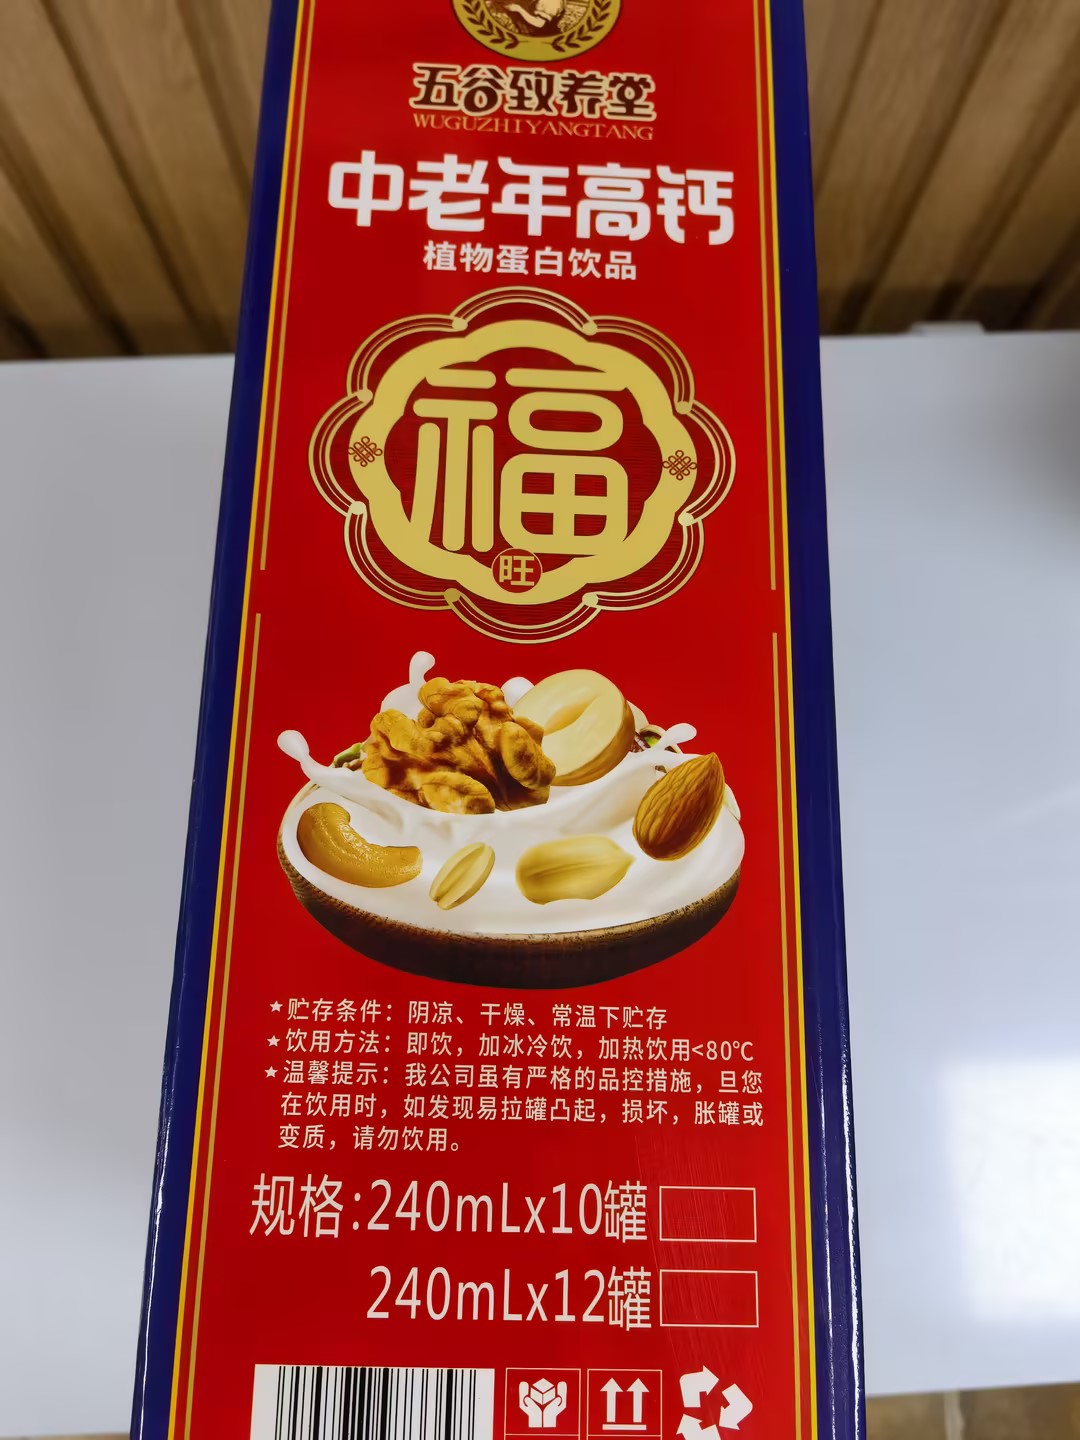 五谷致养堂
WUGUZHIYANGTANG
中老年高钙
植物蛋白饮品
福
旺
★贮存条件：阴凉、干燥、常温下贮存
★饮用方法：即饮，加冰冷饮，加热饮用<80℃
★温馨提示：我公司虽有严格的品控措施，旦您
在饮用时，如发现易拉罐凸起，损坏，胀罐或
变质，请勿饮用。
规格:240mLx10罐
240mLx12罐